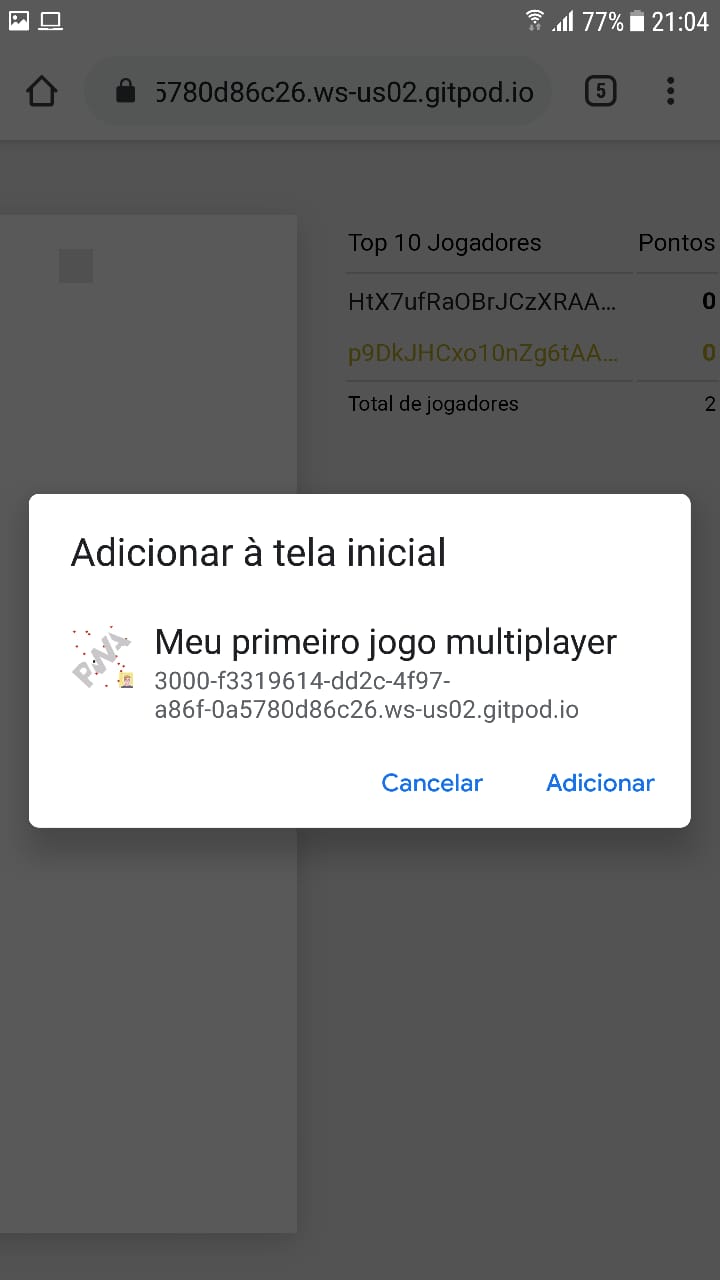 77% 21:04
5780d86c26.ws-us02.gitpod.io 5
Top 10 Jogadores Pontos
HtX7ufRaOBrJCzXRAA... 0
p9DkJHCxo10nZg6tAA... 0
Total de jogadores 2
Adicionar à tela inicial
PWA
Meu primeiro jogo multiplayer
3000-f3319614-dd2c-4f97-
a86f-0a5780d86c26.ws-us02.gitpod.io
Cancelar Adicionar